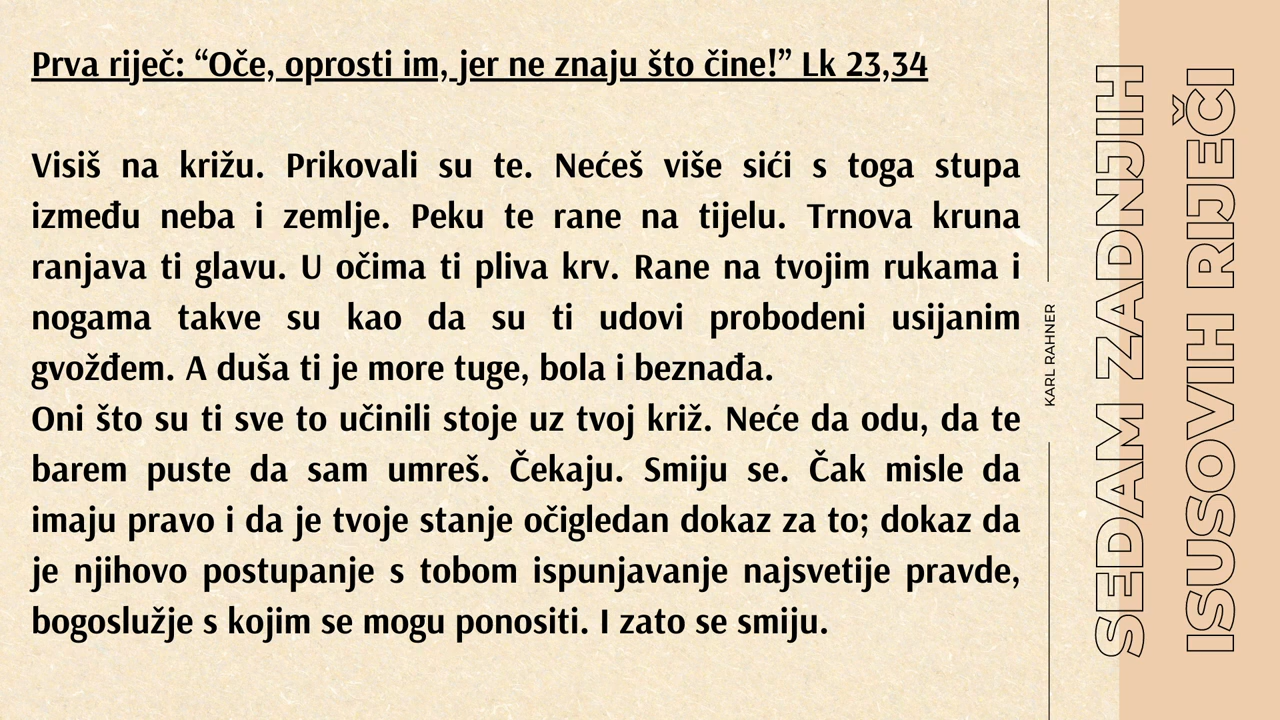 Prva riječ: “Oče, oprosti im, jer ne znaju što čine!” Lk 23,34
Visiš na križu. Prikovali su te. Nećeš više sići s toga stupa
između neba i zemlje. Peku te rane na tijelu. Trnova kruna
ranjava ti glavu. U očima ti pliva krv. Rane na tvojim rukama i
nogama takve su kao da su ti udovi probodeni usijanim
gvožđem. A duša ti je more tuge, bola i beznađa.
Oni što su ti sve to učinili stoje uz tvoj križ. Neće da odu, da te
barem puste da sam umreš. Čekaju. Smiju se. Čak misle da
imaju pravo i da je tvoje stanje očigledan dokaz za to; dokaz da
je njihovo postupanje s tobom ispunjavanje najsvetije pravde,
bogoslužje s kojim se mogu ponositi. I zato se smiju.
KARL RAHNER
SEDAM ZADNJIH
ISUSOVIH RIJEČI